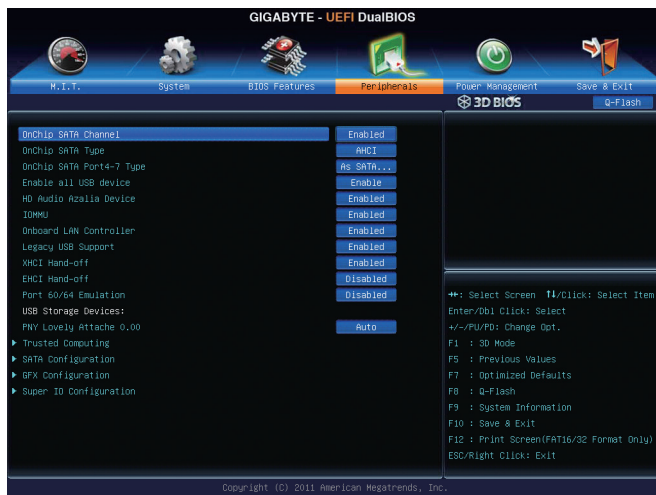 GIGABYTE - UEFI DualBIOS
M.I.T. System BIOS Features Peripherals Power Management Save & Exit
3D BIOS Q-Flash
OnChip SATA Channel Enabled
OnChip SATA Type AHCI
OnChip SATA Port4-7 Type As SATA...
Enable all USB device Enable
HD Audio Azalia Device Enabled
IOMMU Enabled
Onboard LAN Controller Enabled
Legacy USB Support Enabled
XHCI Hand-off Enabled
EHCI Hand-off Disabled
Port 60/64 Emulation Disabled
USB Storage Devices:
PNY Lovely Attache 0.00 Auto
Trusted Computing
SATA Configuration
GFX Configuration
Super IO Configuration
→←: Select Screen ↑↓/Click: Select Item
Enter/Dbl Click: Select
+/-/PU/PD: Change Opt.
F1 : 3D Mode
F5 : Previous Values
F7 : Optimized Defaults
F8 : Q-Flash
F9 : System Information
F10 : Save & Exit
F12 : Print Screen(FAT16/32 Format Only)
ESC/Right Click: Exit
Copyright (C) 2011 American Megatrends, Inc.